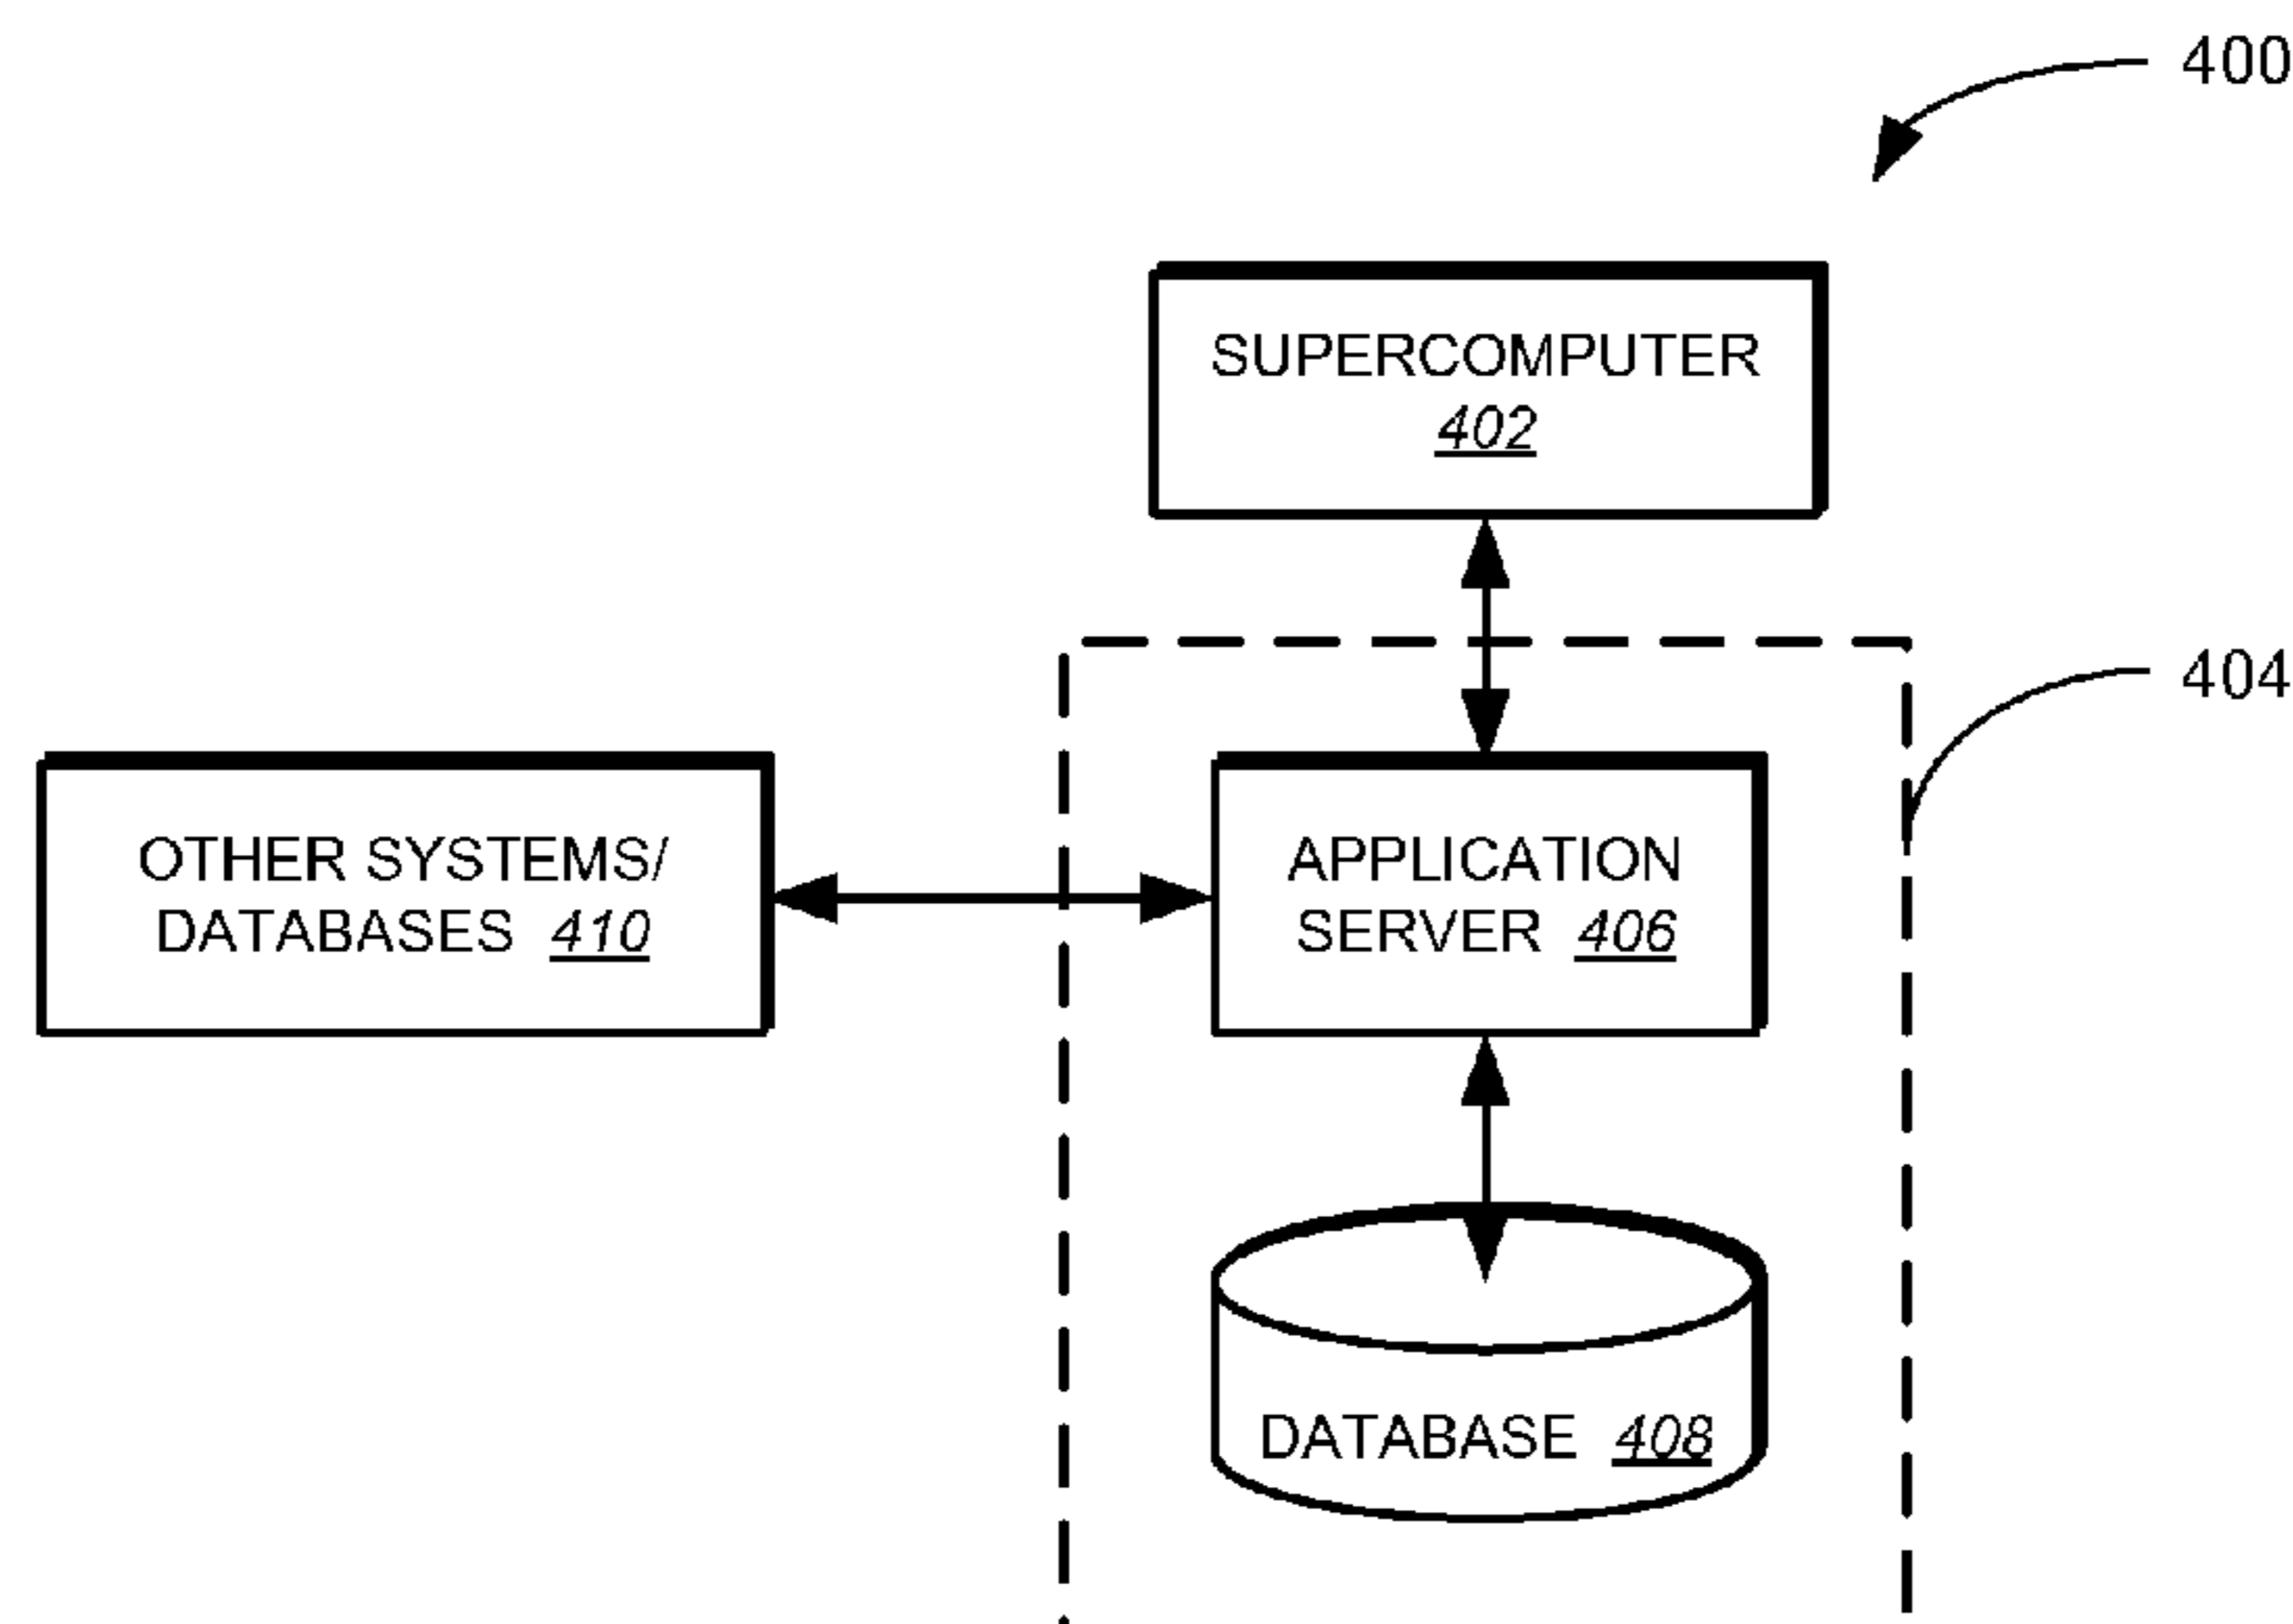 400
SUPERCOMPUTER
402
404
OTHER SYSTEMS/
DATABASES 410
APPLICATION
SERVER 406
DATABASE 408